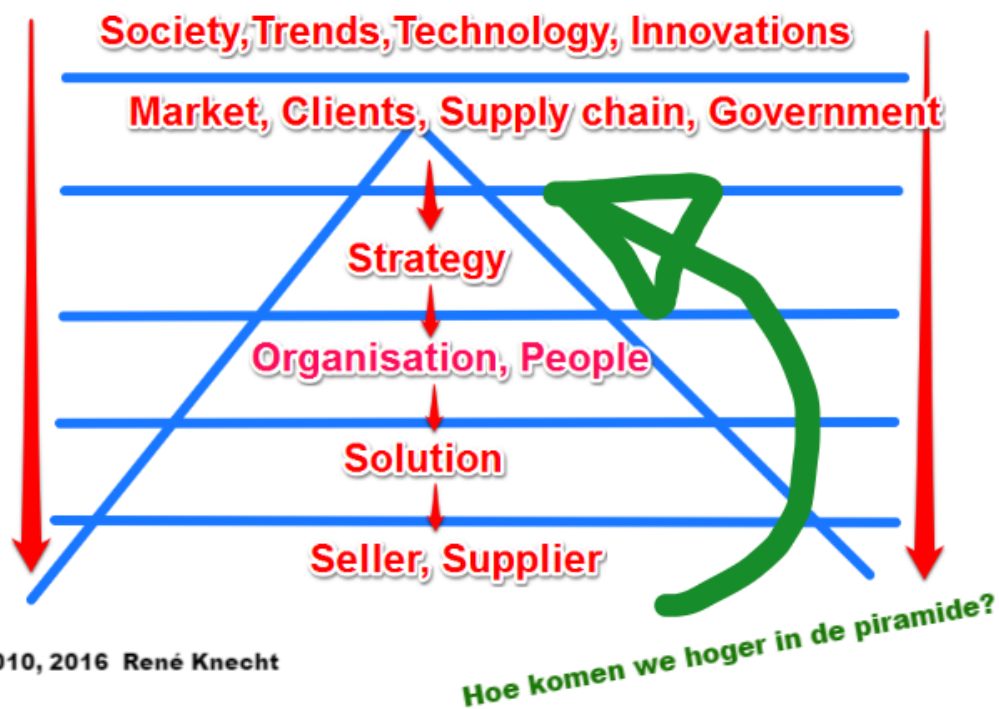 Society, Trends, Technology, Innovations
Market, Clients, Supply chain, Government
Strategy
Organisation, People
Solution
Seller, Supplier
010, 2016 René Knecht
Hoe komen we hoger in de piramide?